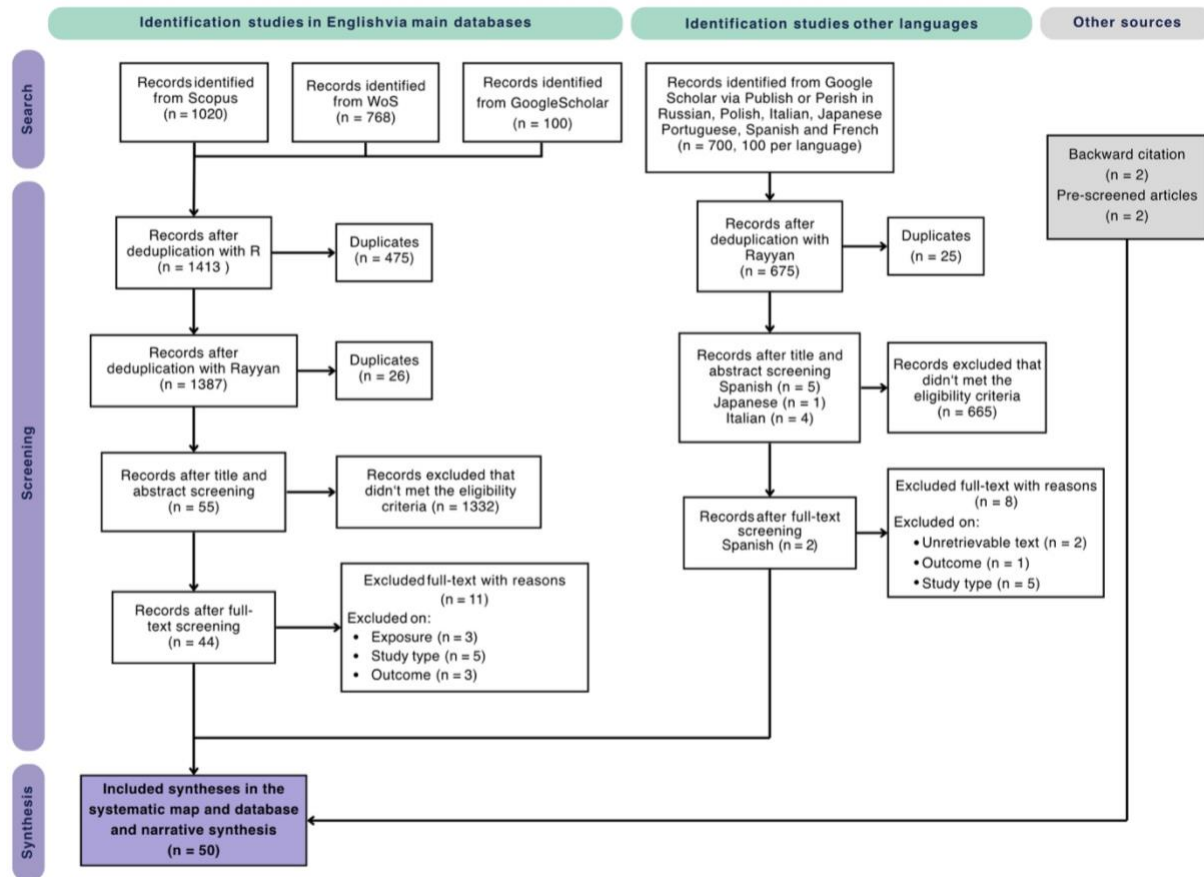 Identification studies in Englishvia main databases
Identification studies other languages
Other sources
Search
Records identified
from Scopus
(n = 1020)
Records identified
from WoS
(n = 768)
Records identified
from GoogleScholar
(n = 100)
Records identified from Google
Scholar via Publish or Perish in
Russian, Polish, Italian, Japanese
Portuguese, Spanish and French
(n = 700, 100 per language)
Backward citation
(n = 2)
Pre-screened articles
(n = 2)
Screening
Records after
deduplication with R
(n = 1413 )
Duplicates
(n = 475)
Records after
deduplication with
Rayyan
(n = 675)
Duplicates
(n = 25)
Records after
deduplication with Rayyan
(n = 1387)
Duplicates
(n = 26)
Records after title and
abstract screening
Spanish (n = 5)
Japanese (n = 1)
Italian (n = 4)
Records excluded that
didn't met the
eligibility criteria
(n = 665)
Records after title and
abstract screening
(n = 55)
Records excluded that
didn't met the eligibility
criteria (n = 1332)
Records after full-text
screening
Spanish (n = 2)
Excluded full-text with reasons
(n = 8)
Excluded on:
• Unretrievable text (n = 2)
• Outcome (n = 1)
• Study type (n = 5)
Records after full-
text screening
(n = 44)
Excluded full-text with reasons
(n = 11)
Excluded on:
• Exposure (n = 3)
• Study type (n = 5)
• Outcome (n = 3)
Synthesis
Included syntheses in the
systematic map and database
and narrative synthesis
(n = 50)